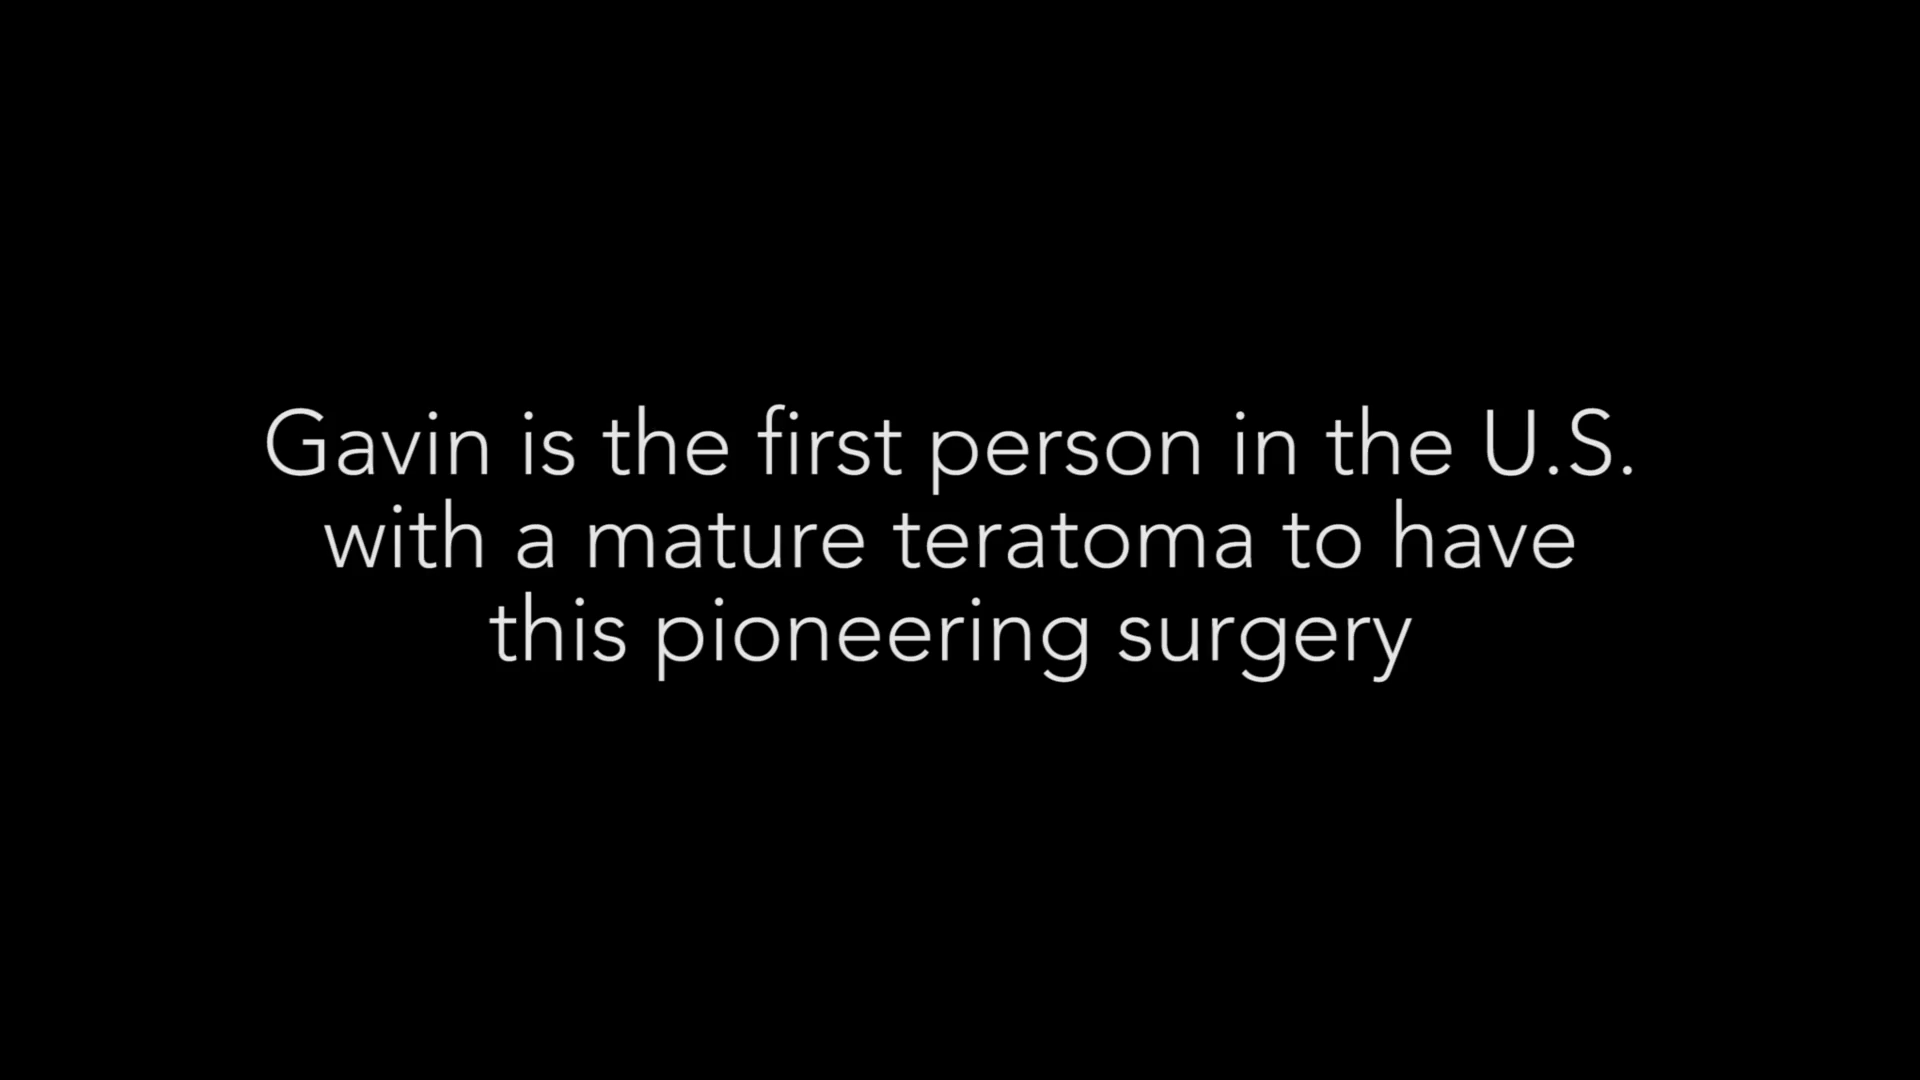 Gavin is the first person in the U.S.
with a mature teratoma to have
this pioneering surgery